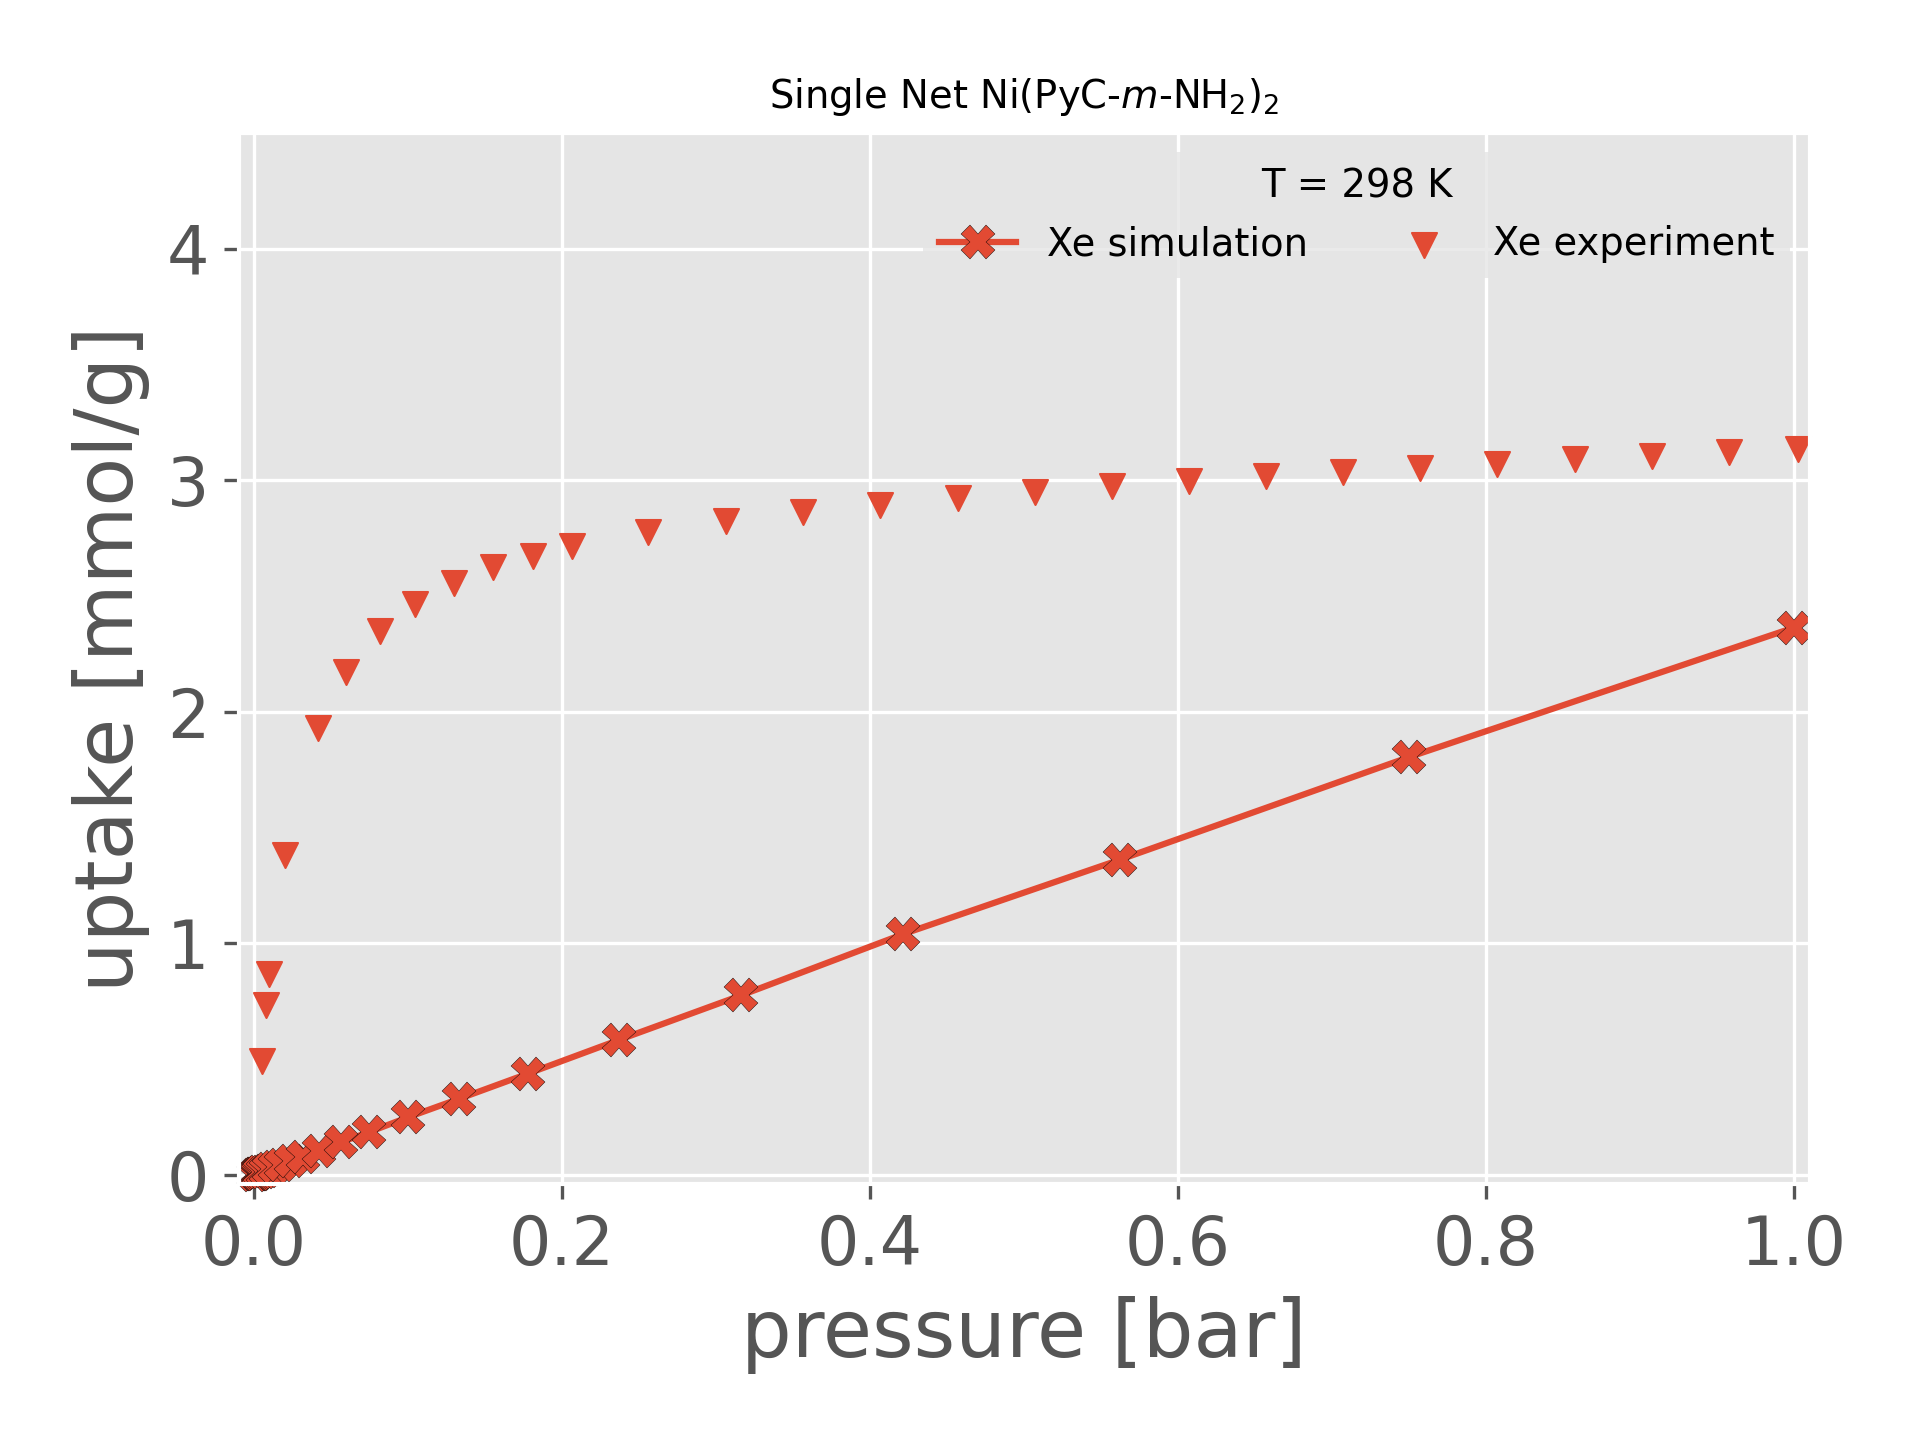 Single Net Ni(PyC-m-NH₂)₂
T = 298 K
Xe simulation Xe experiment
uptake [mmol/g]
4
3
2
1
0
0.0 0.2 0.4 0.6 0.8 1.0
pressure [bar]